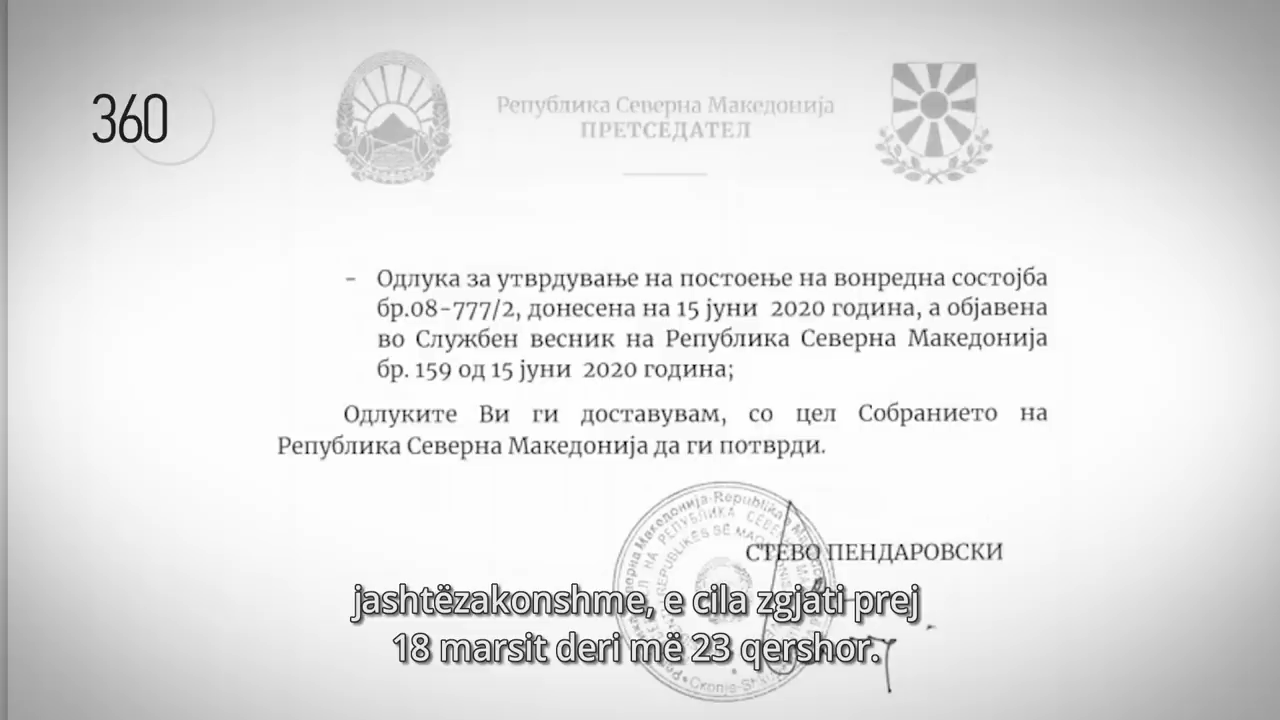 360
Република Северна Македонија
ПРЕТСЕДАТЕЛ
- Одлука за утврдување на постоење на вонредна состојба
бр.08-777/2, донесена на 15 јуни 2020 година, а објавена
во Службен весник на Република Северна Македонија
бр. 159 од 15 јуни 2020 година;
Одлуките Ви ги доставувам, со цел Собранието на
Република Северна Македонија да ги потврди.
СТЕВО ПЕНДАРОВСКИ
jashtëzakonshme, e cila zgjati prej
18 marsit deri më 23 qershor.